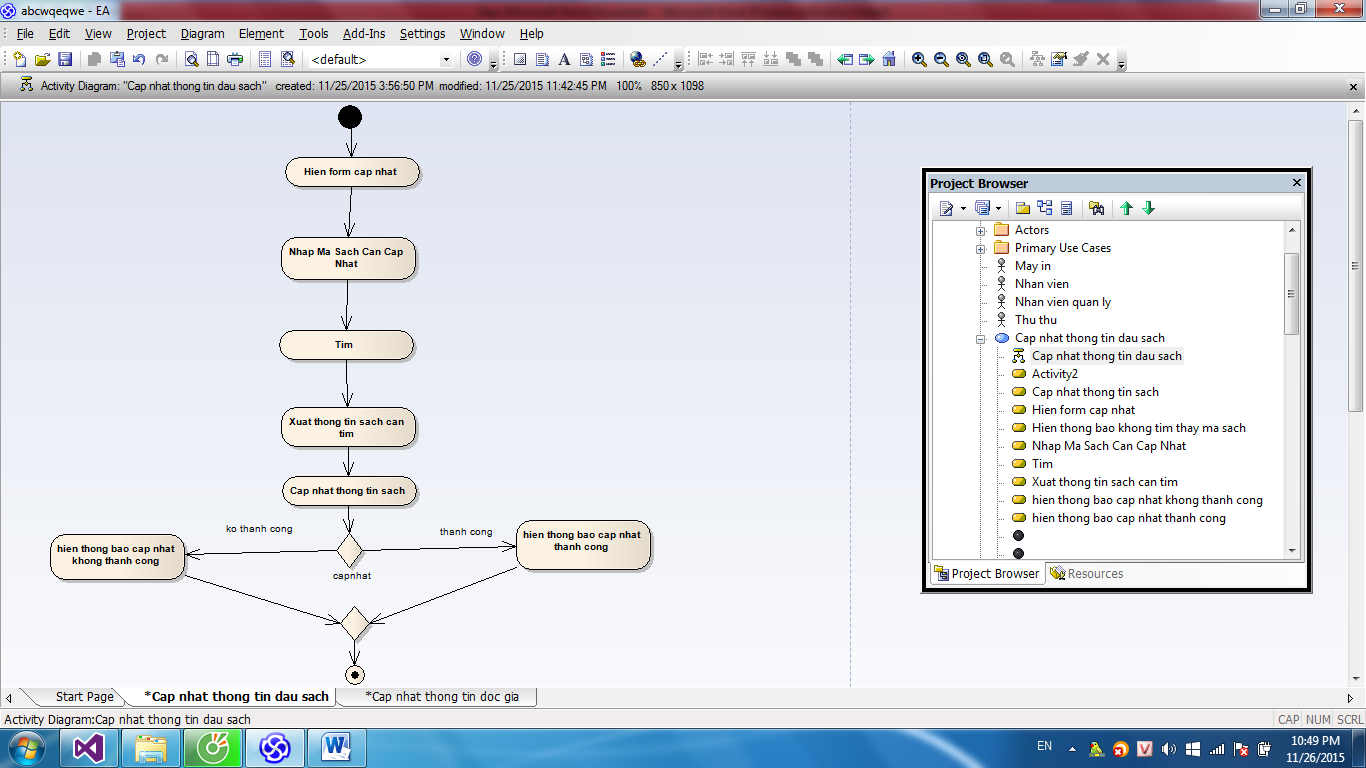 abcwqeqwe - EA
File Edit View Project Diagram Element Tools Add-Ins Settings Window Help
<default>
Activity Diagram: "Cap nhat thong tin dau sach" created: 11/25/2015 3:56:50 PM modified: 11/25/2015 11:42:45 PM 100% 850 x 1098
Hien form cap nhat
Nhap Ma Sach Can Cap
Nhat
Tim
Xuat thong tin sach can
tim
Cap nhat thong tin sach
ko thanh cong
thanh cong
hien thong bao cap nhat
khong thanh cong
hien thong bao cap nhat
thanh cong
capnhat
Project Browser
Actors
Primary Use Cases
May in
Nhan vien
Nhan vien quan ly
Thu thu
Cap nhat thong tin dau sach
Cap nhat thong tin dau sach
Activity2
Cap nhat thong tin sach
Hien form cap nhat
Hien thong bao khong tim thay ma sach
Nhap Ma Sach Can Cap Nhat
Tim
Xuat thong tin sach can tim
hien thong bao cap nhat khong thanh cong
hien thong bao cap nhat thanh cong
Project Browser Resources
Start Page *Cap nhat thong tin dau sach *Cap nhat thong tin doc gia
Activity Diagram:Cap nhat thong tin dau sach CAP NUM SCRL
EN
10:49 PM
11/26/2015